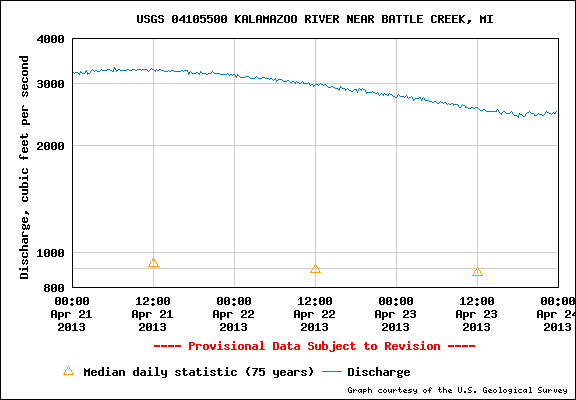 USGS 04105500 KALAMAZOO RIVER NEAR BATTLE CREEK, MI
Discharge, cubic feet per second
4000
3000
2000
1000
800
00:00 12:00 00:00 12:00 00:00 12:00 00:00
Apr 21 Apr 21 Apr 22 Apr 22 Apr 23 Apr 23 Apr 24
2013 2013 2013 2013 2013 2013 2013
---- Provisional Data Subject to Revision ----
Median daily statistic (75 years) Discharge
Graph courtesy of the U.S. Geological Survey